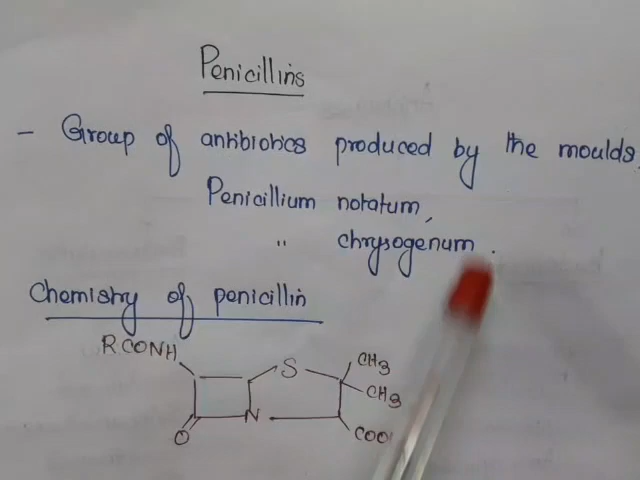 Penicillins
- Group of antibiotics produced by the moulds,
Penicillium notatum,
" chrysogenum.
Chemistry of penicillin
RCONH
S
CH3
CH3
N
O
COO